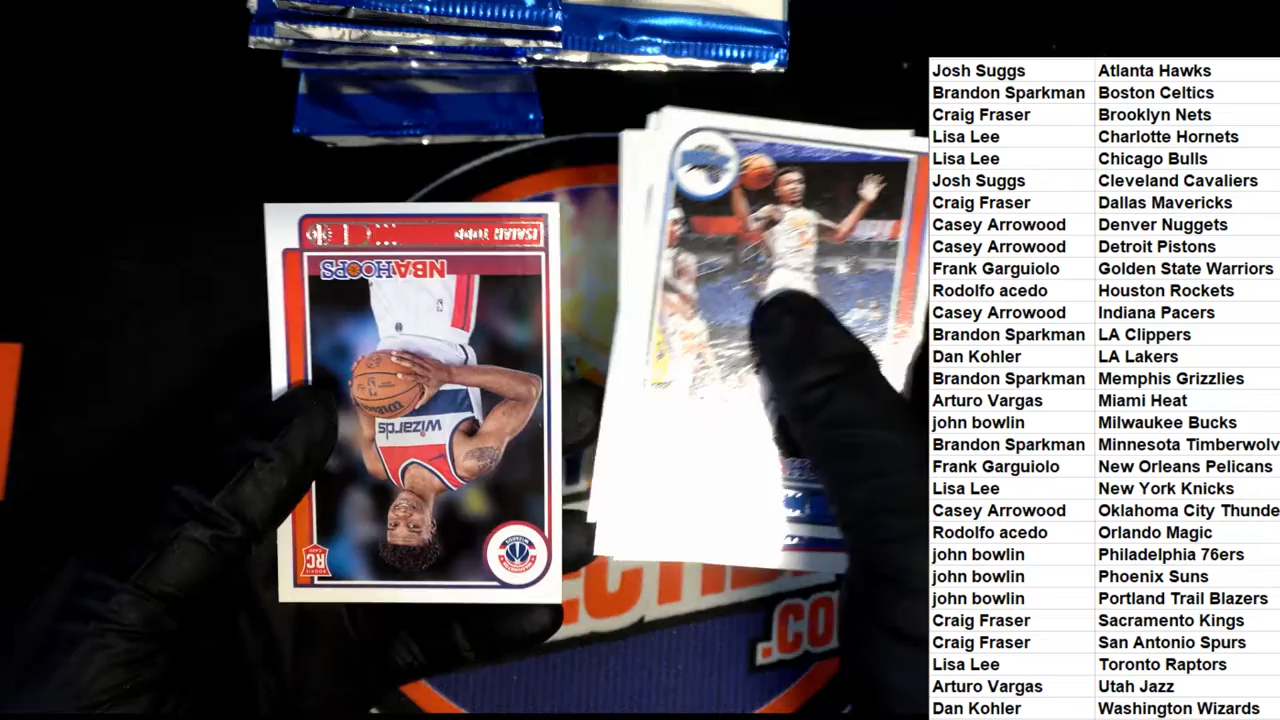 ISAIAH TODD
NBA HOOPS
WIZARDS
Wilson
RC
.CO
Josh Suggs Atlanta Hawks
Brandon Sparkman Boston Celtics
Craig Fraser Brooklyn Nets
Lisa Lee Charlotte Hornets
Lisa Lee Chicago Bulls
Josh Suggs Cleveland Cavaliers
Craig Fraser Dallas Mavericks
Casey Arrowood Denver Nuggets
Casey Arrowood Detroit Pistons
Frank Garguiolo Golden State Warriors
Rodolfo acedo Houston Rockets
Casey Arrowood Indiana Pacers
Brandon Sparkman LA Clippers
Dan Kohler LA Lakers
Brandon Sparkman Memphis Grizzlies
Arturo Vargas Miami Heat
john bowlin Milwaukee Bucks
Brandon Sparkman Minnesota Timberwolv
Frank Garguiolo New Orleans Pelicans
Lisa Lee New York Knicks
Casey Arrowood Oklahoma City Thunde
Rodolfo acedo Orlando Magic
john bowlin Philadelphia 76ers
john bowlin Phoenix Suns
john bowlin Portland Trail Blazers
Craig Fraser Sacramento Kings
Craig Fraser San Antonio Spurs
Lisa Lee Toronto Raptors
Arturo Vargas Utah Jazz
Dan Kohler Washington Wizards